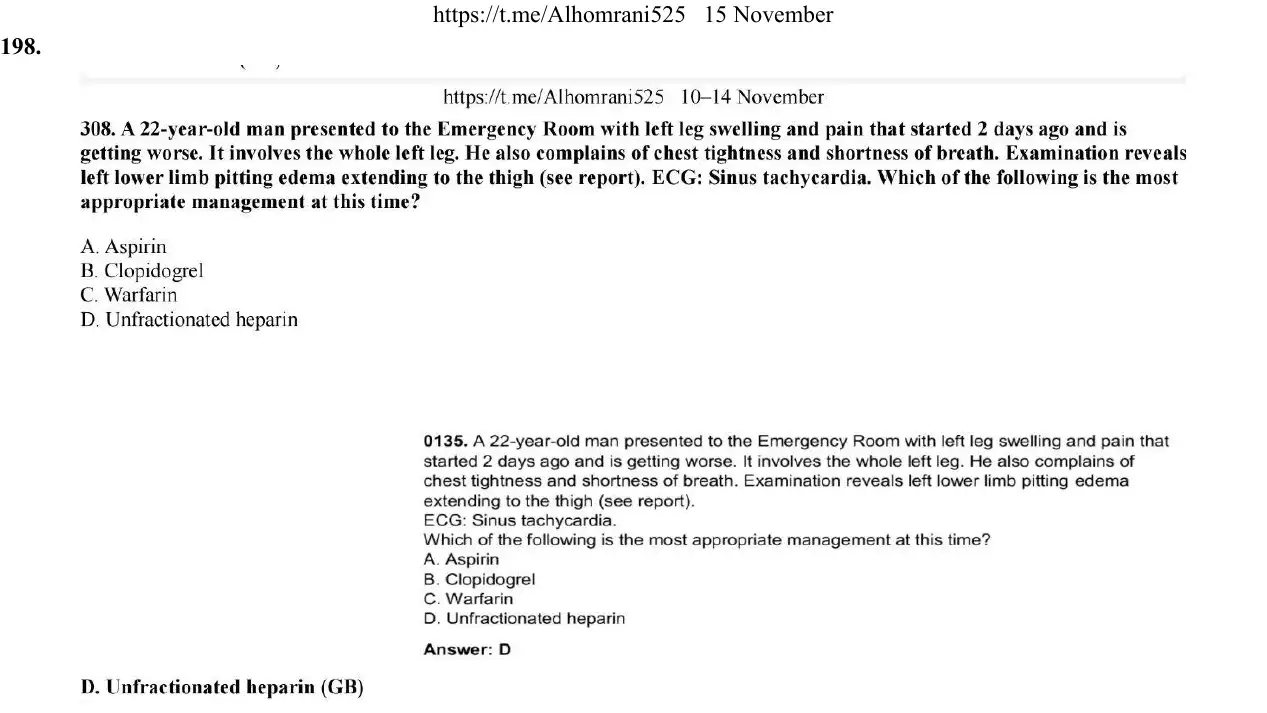 https://t.me/Alhomrani525 15 November
198.
https://t.me/Alhomrani525 10–14 November
308. A 22-year-old man presented to the Emergency Room with left leg swelling and pain that started 2 days ago and is
getting worse. It involves the whole left leg. He also complains of chest tightness and shortness of breath. Examination reveals
left lower limb pitting edema extending to the thigh (see report). ECG: Sinus tachycardia. Which of the following is the most
appropriate management at this time?
A. Aspirin
B. Clopidogrel
C. Warfarin
D. Unfractionated heparin
0135. A 22-year-old man presented to the Emergency Room with left leg swelling and pain that
started 2 days ago and is getting worse. It involves the whole left leg. He also complains of
chest tightness and shortness of breath. Examination reveals left lower limb pitting edema
extending to the thigh (see report).
ECG: Sinus tachycardia.
Which of the following is the most appropriate management at this time?
A. Aspirin
B. Clopidogrel
C. Warfarin
D. Unfractionated heparin
Answer: D
D. Unfractionated heparin (GB)